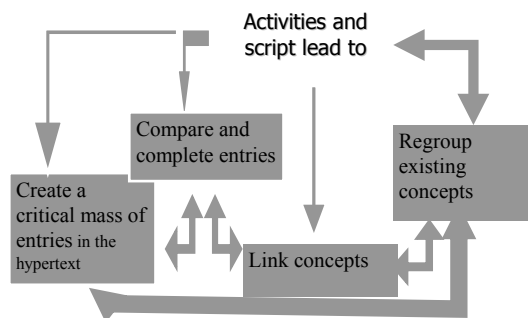 Activities and
script lead to
Compare and
complete entries
Regroup
existing
concepts
Create a
critical mass of
entries in the
hypertext
Link concepts